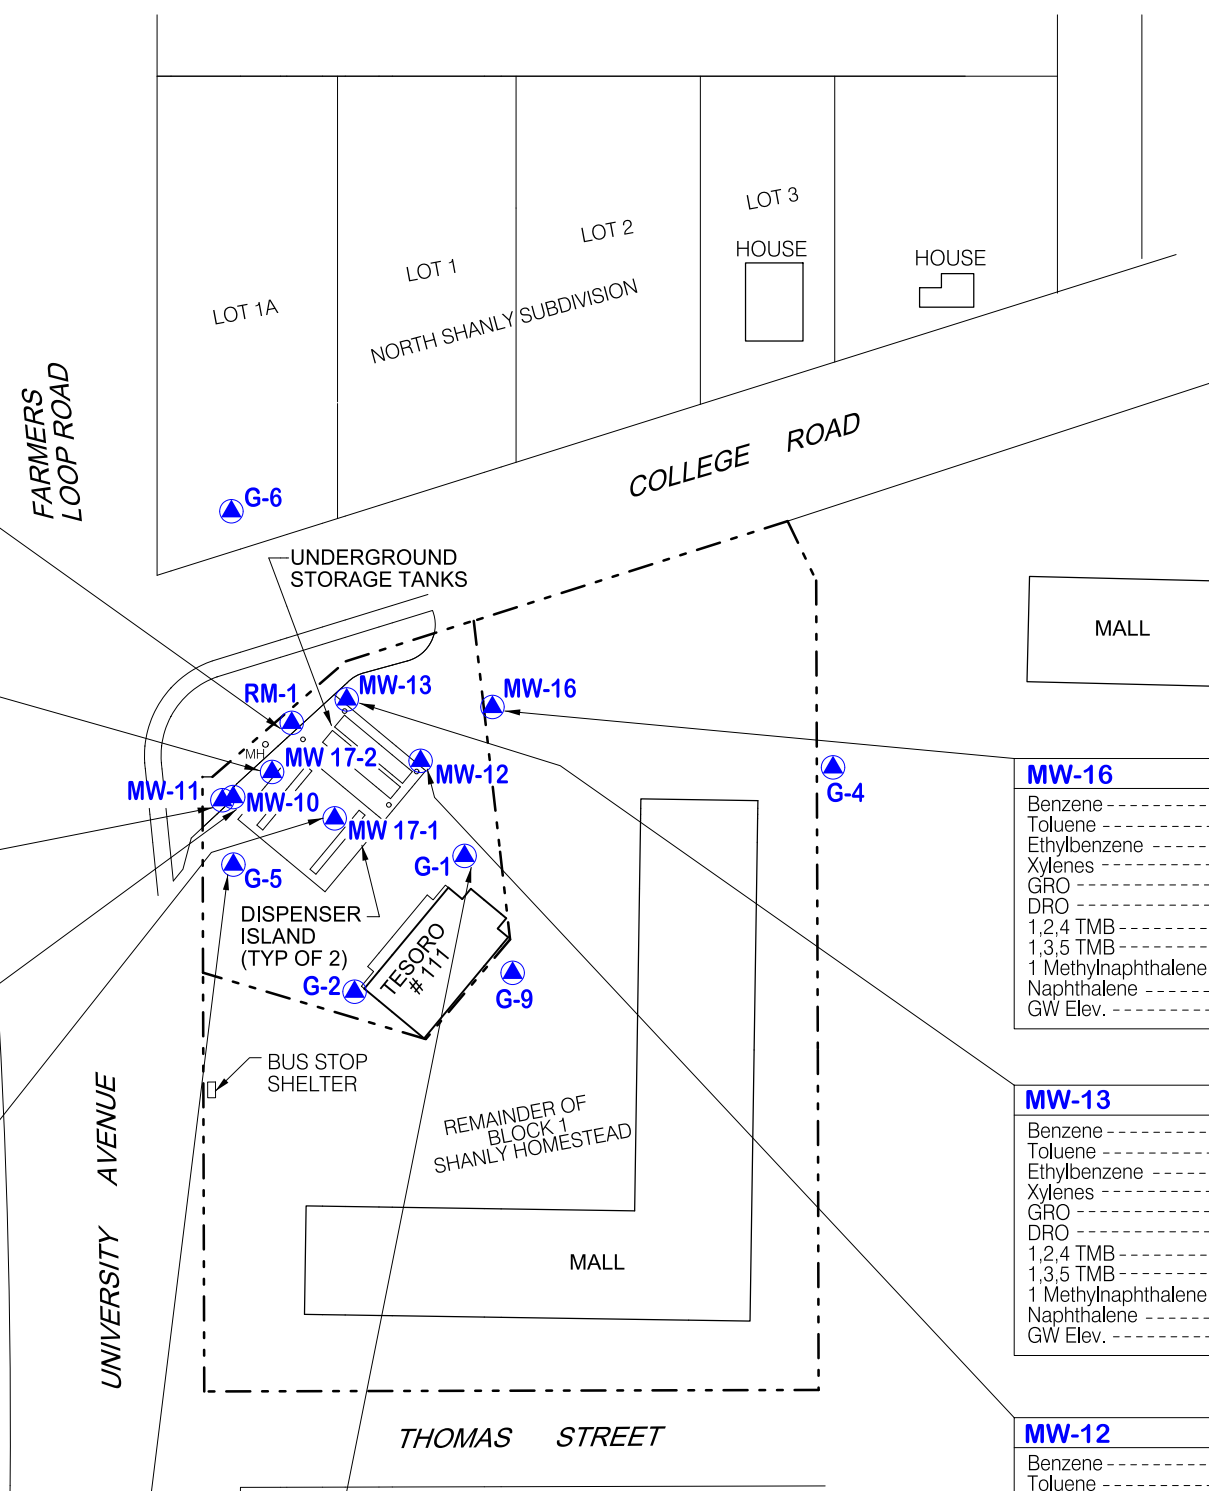 LOT 3
LOT 2
HOUSE
HOUSE
LOT 1
LOT 1A
NORTH SHANLY SUBDIVISION
FARMERS
LOOP ROAD
COLLEGE ROAD
G-6
UNDERGROUND
STORAGE TANKS
MALL
RM-1
MW-13
MW-16
MH
MW 17-2
MW-12
MW-11
MW-10
G-4
MW 17-1
G-1
G-5
DISPENSER
ISLAND
(TYP OF 2)
TESORO
# 111
G-2
G-9
BUS STOP
SHELTER
UNIVERSITY AVENUE
REMAINDER OF
BLOCK 1
SHANLY HOMESTEAD
MALL
THOMAS STREET
MW-16
Benzene
Toluene
Ethylbenzene
Xylenes
GRO
DRO
1,2,4 TMB
1,3,5 TMB
1 Methylnaphthalene
Naphthalene
GW Elev.
MW-13
Benzene
Toluene
Ethylbenzene
Xylenes
GRO
DRO
1,2,4 TMB
1,3,5 TMB
1 Methylnaphthalene
Naphthalene
GW Elev.
MW-12
Benzene
Toluene